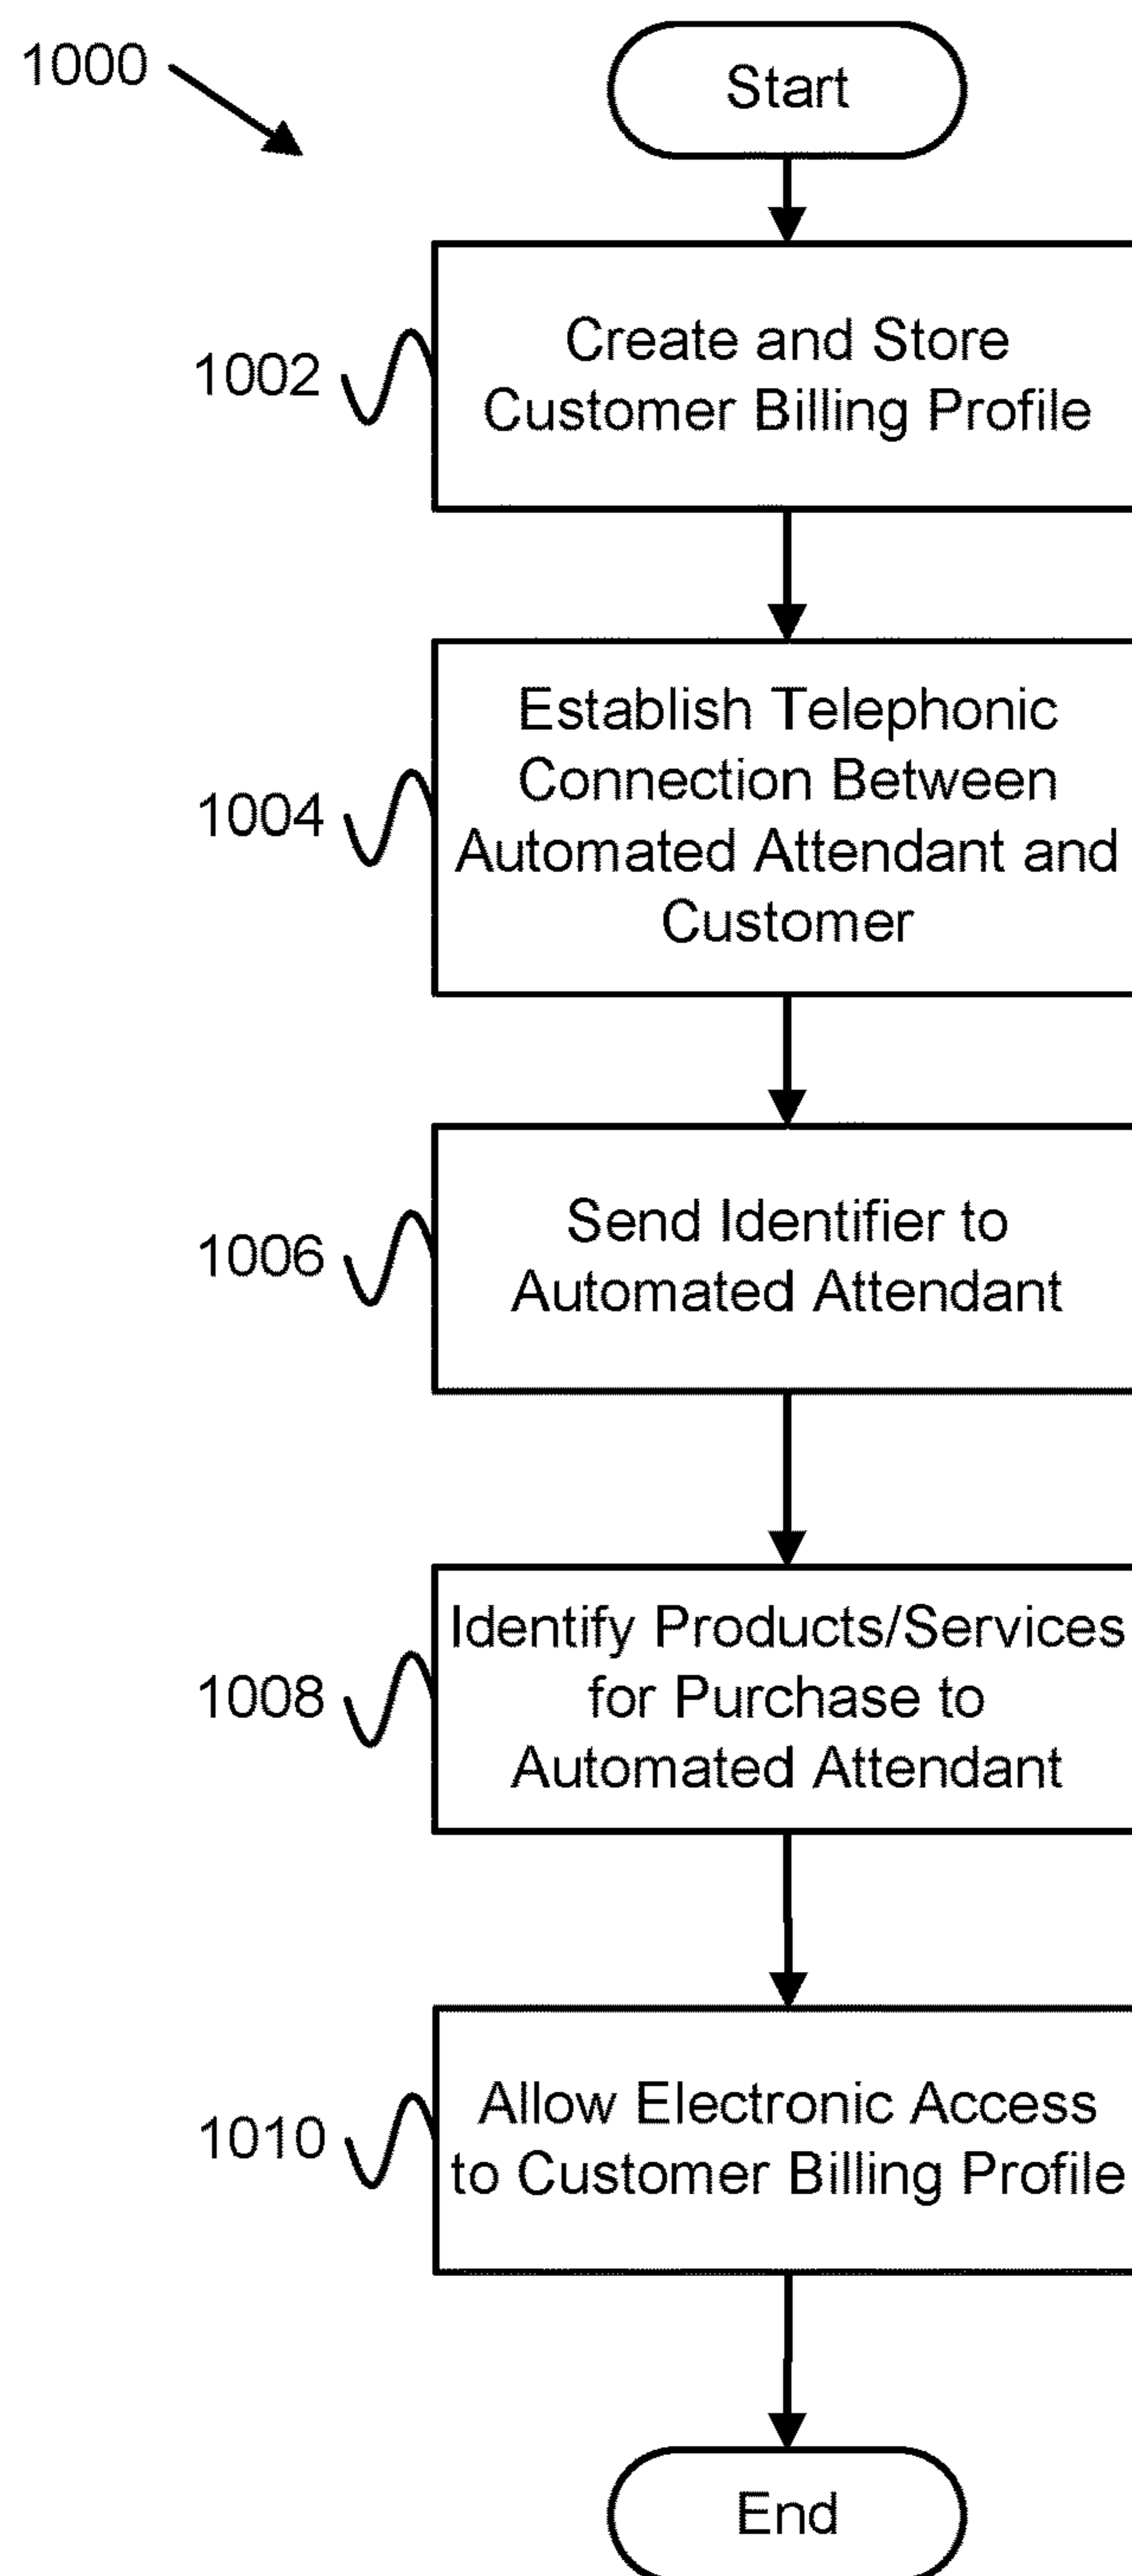 1000
Start
1002
Create and Store
Customer Billing Profile
1004
Establish Telephonic
Connection Between
Automated Attendant and
Customer
1006
Send Identifier to
Automated Attendant
1008
Identify Products/Services
for Purchase to
Automated Attendant
1010
Allow Electronic Access
to Customer Billing Profile
End